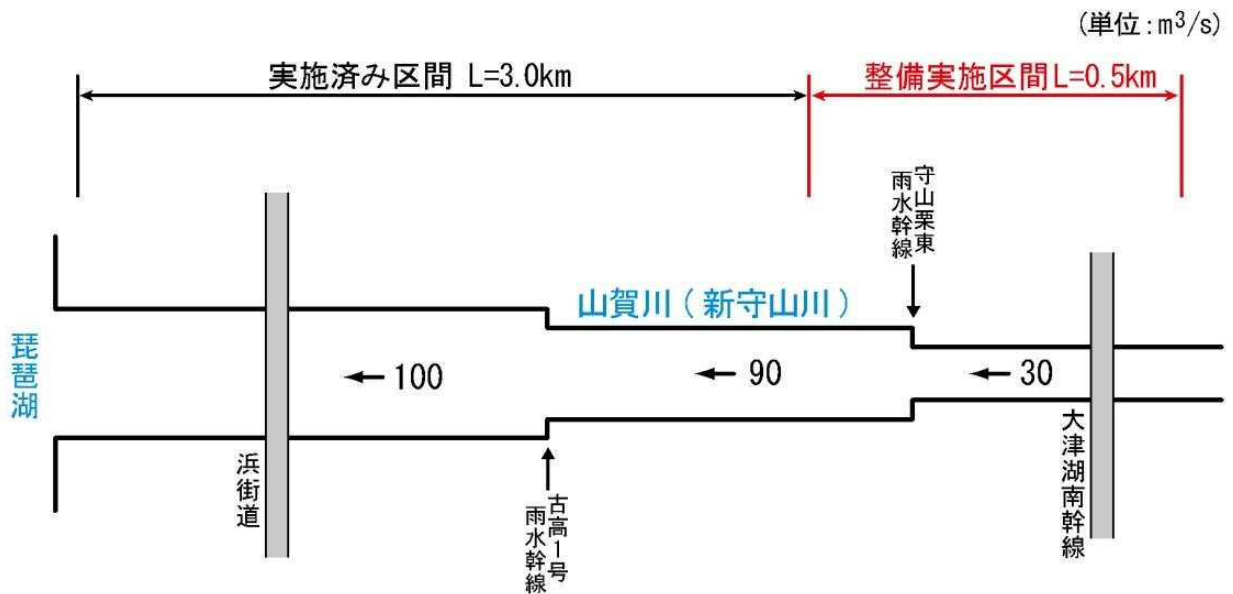 (単位:m³/s)
実施済み区間 L=3.0km
整備実施区間L=0.5km
守山栗東
雨水幹線
山賀川(新守山川)
琵琶湖
←100
←90
←30
浜街道
古高1号
雨水幹線
大津湖南幹線